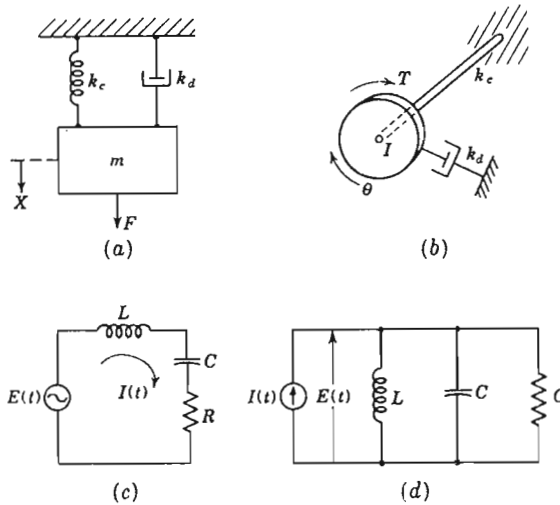 k_c
k_d
m
X
F
(a)
T
k_c
I
k_d
θ
(b)
L
C
E(t)
I(t)
R
(c)
I(t)
E(t)
L
C
(d)